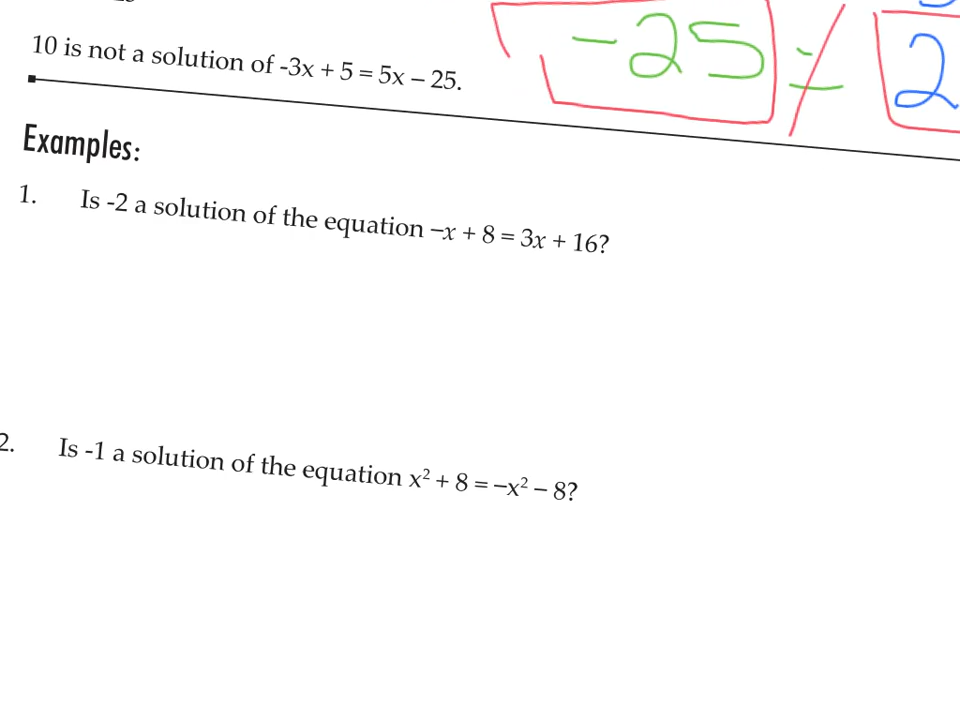 -25 ≠ 2
10 is not a solution of -3x + 5 = 5x – 25.
Examples:
1. Is -2 a solution of the equation –x + 8 = 3x + 16?
2. Is -1 a solution of the equation x² + 8 = –x² – 8?